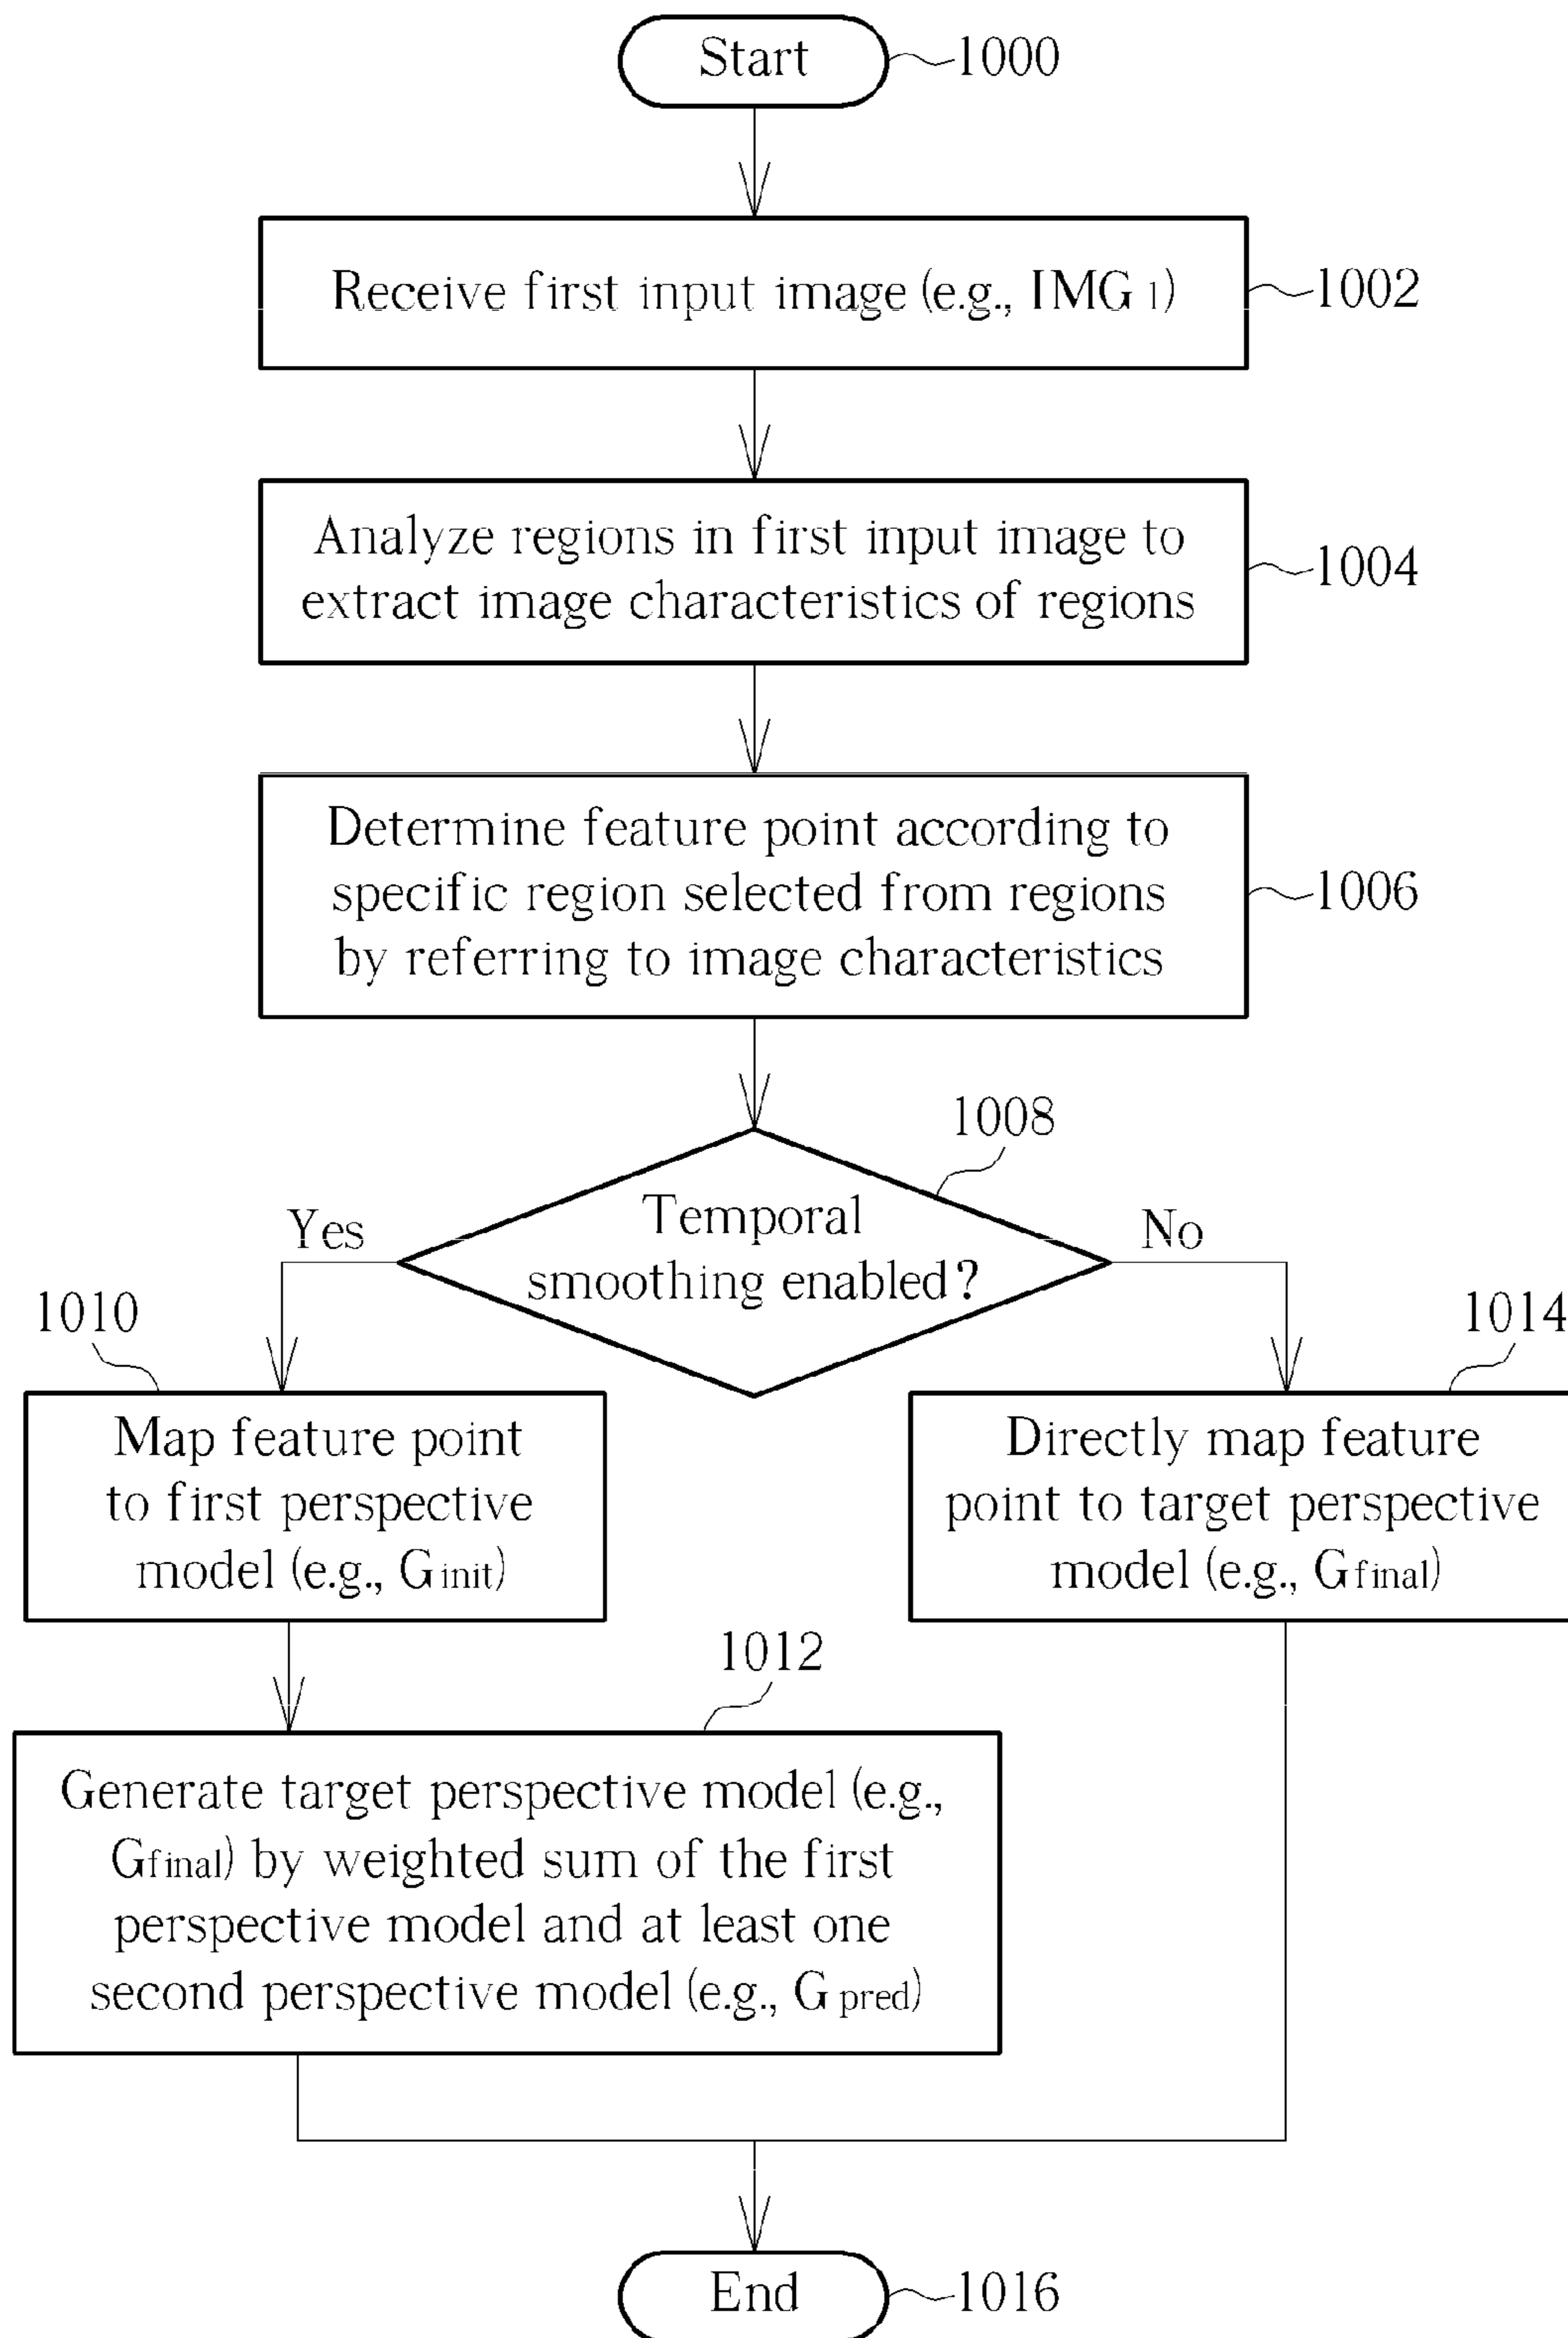 Start
1000
Receive first input image (e.g., IMG 1)
1002
Analyze regions in first input image to
extract image characteristics of regions
1004
Determine feature point according to
specific region selected from regions
by referring to image characteristics
1006
1008
Temporal
smoothing enabled?
Yes
No
1010
Map feature point
to first perspective
model (e.g., Ginit)
1014
Directly map feature
point to target perspective
model (e.g., Gfinal)
1012
Generate target perspective model (e.g.,
Gfinal) by weighted sum of the first
perspective model and at least one
second perspective model (e.g., G pred)
End
1016